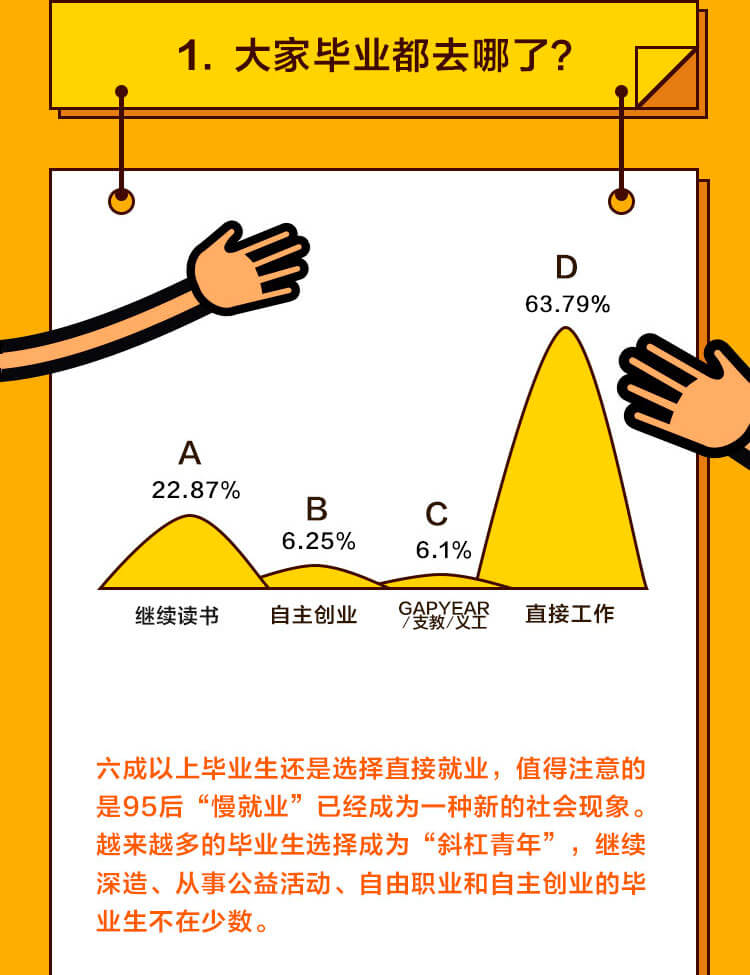 1. 大家毕业都去哪了?
D
63.79%
A
22.87%
B
6.25%
C
6.1%
继续读书
自主创业
GAPYEAR
/支教/义工
直接工作
六成以上毕业生还是选择直接就业，值得注意的
是95后“慢就业”已经成为一种新的社会现象。
越来越多的毕业生选择成为“斜杠青年”，继续
深造、从事公益活动、自由职业和自主创业的毕
业生不在少数。